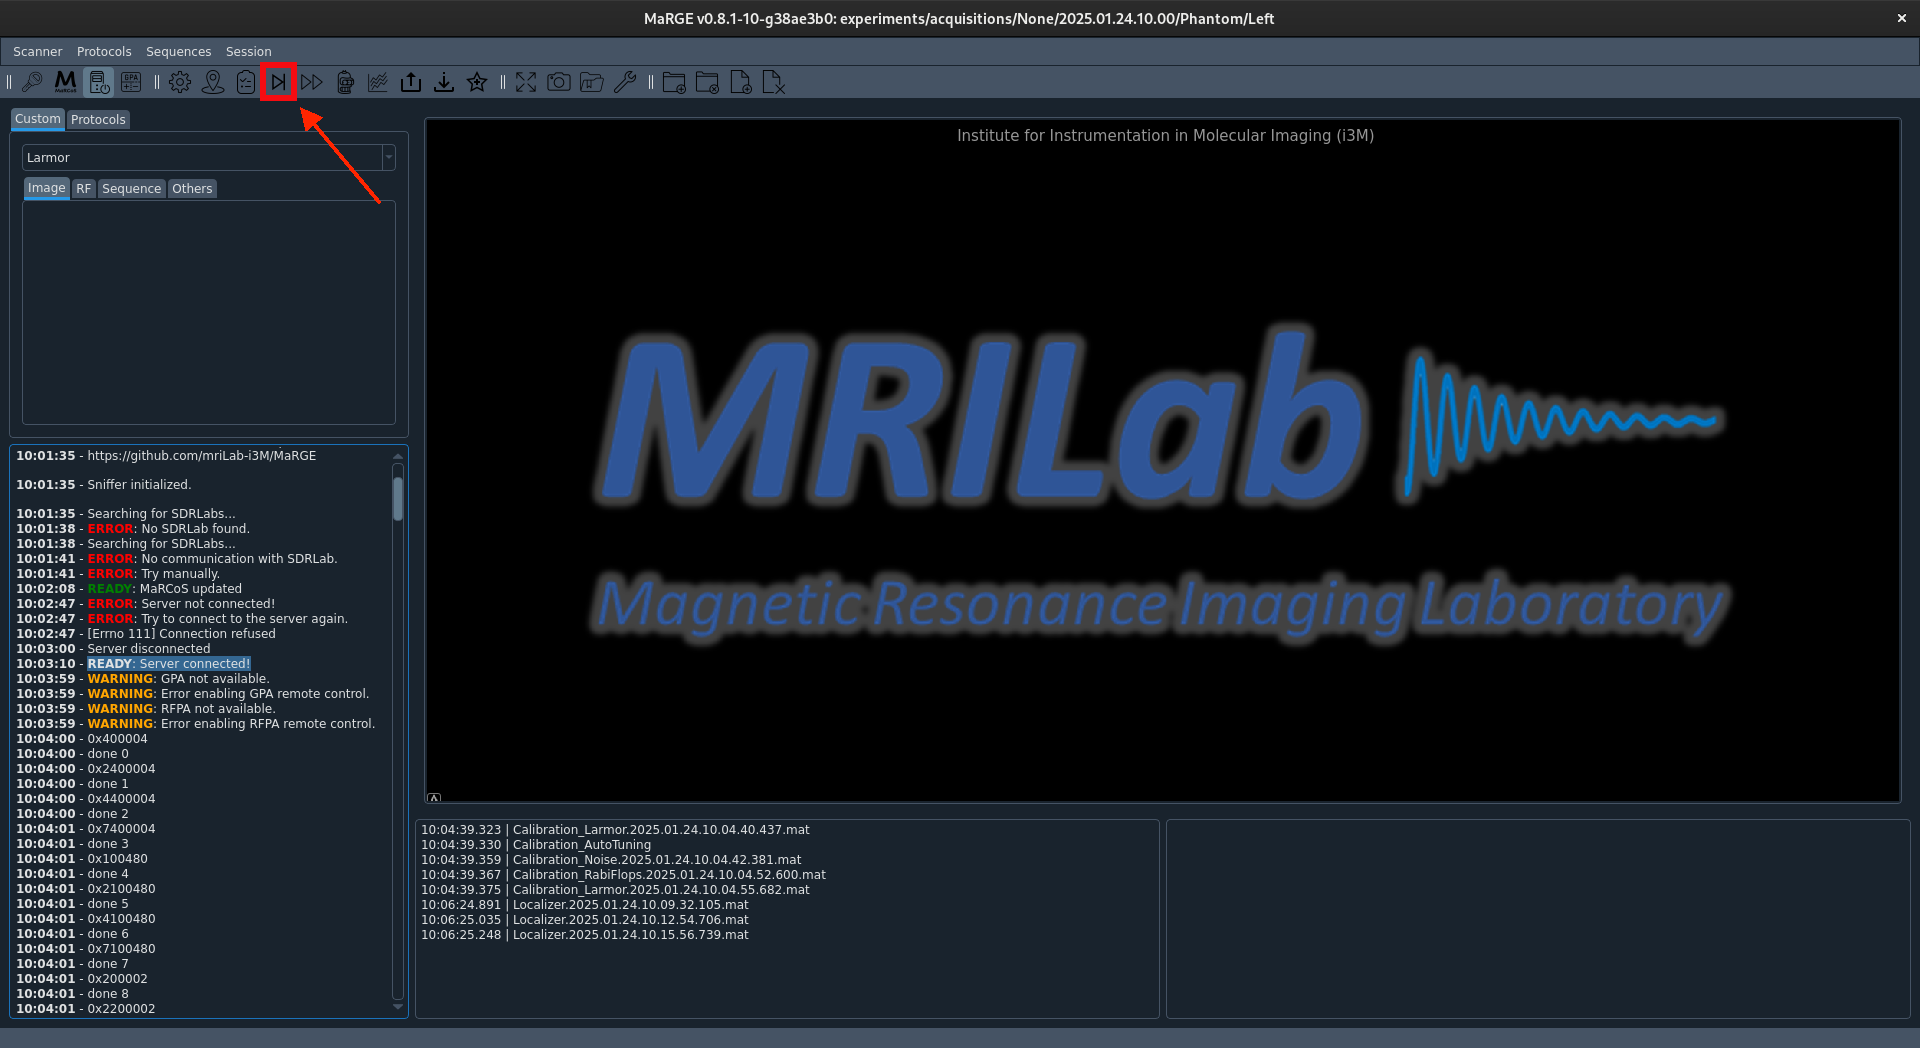 MaRGE v0.8.1-10-g38ae3b0: experiments/acquisitions/None/2025.01.24.10.00/Phantom/Left
Scanner Protocols Sequences Session
MaRCoS
GPA
Custom Protocols
Larmor
Image RF Sequence Others
10:01:35 - https://github.com/mriLab-i3M/MaRGE
10:01:35 - Sniffer initialized.
10:01:35 - Searching for SDRLabs...
10:01:38 - ERROR: No SDRLab found.
10:01:38 - Searching for SDRLabs...
10:01:41 - ERROR: No communication with SDRLab.
10:01:41 - ERROR: Try manually.
10:02:08 - READY: MaRCoS updated
10:02:47 - ERROR: Server not connected!
10:02:47 - ERROR: Try to connect to the server again.
10:02:47 - [Errno 111] Connection refused
10:03:00 - Server disconnected
10:03:10 - READY: Server connected!
10:03:59 - WARNING: GPA not available.
10:03:59 - WARNING: Error enabling GPA remote control.
10:03:59 - WARNING: RFPA not available.
10:03:59 - WARNING: Error enabling RFPA remote control.
10:04:00 - 0x400004
10:04:00 - done 0
10:04:00 - 0x2400004
10:04:00 - done 1
10:04:00 - 0x4400004
10:04:00 - done 2
10:04:01 - 0x7400004
10:04:01 - done 3
10:04:01 - 0x100480
10:04:01 - done 4
10:04:01 - 0x2100480
10:04:01 - done 5
10:04:01 - 0x4100480
10:04:01 - done 6
10:04:01 - 0x7100480
10:04:01 - done 7
10:04:01 - 0x200002
10:04:01 - done 8
10:04:01 - 0x2200002
Institute for Instrumentation in Molecular Imaging (i3M)
MRILab
Magnetic Resonance Imaging Laboratory
A
10:04:39.323 | Calibration_Larmor.2025.01.24.10.04.40.437.mat
10:04:39.330 | Calibration_AutoTuning
10:04:39.359 | Calibration_Noise.2025.01.24.10.04.42.381.mat
10:04:39.367 | Calibration_RabiFlops.2025.01.24.10.04.52.600.mat
10:04:39.375 | Calibration_Larmor.2025.01.24.10.04.55.682.mat
10:06:24.891 | Localizer.2025.01.24.10.09.32.105.mat
10:06:25.035 | Localizer.2025.01.24.10.12.54.706.mat
10:06:25.248 | Localizer.2025.01.24.10.15.56.739.mat